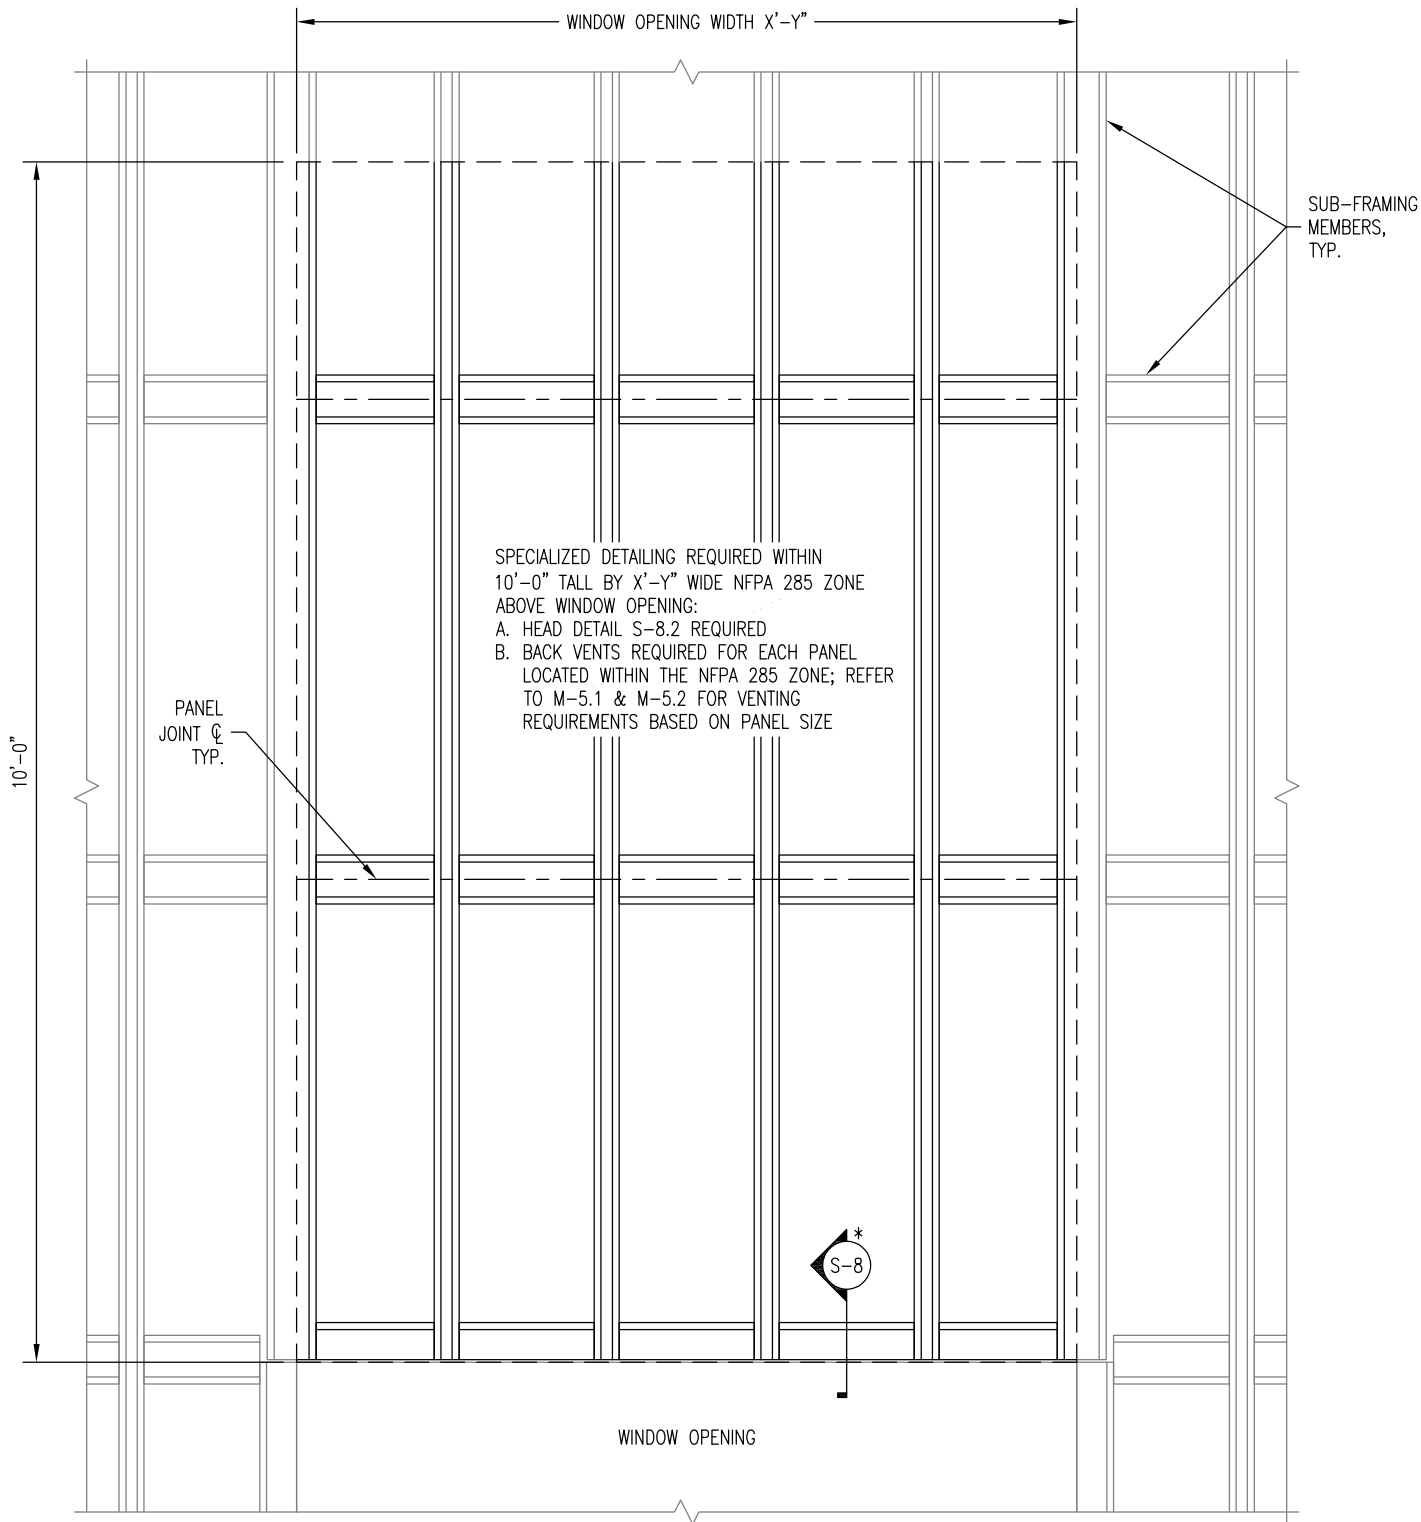 WINDOW OPENING WIDTH X'-Y"
SUB-FRAMING
MEMBERS,
TYP.
SPECIALIZED DETAILING REQUIRED WITHIN
10'-0" TALL BY X'-Y" WIDE NFPA 285 ZONE
ABOVE WINDOW OPENING:
A. HEAD DETAIL S-8.2 REQUIRED
B. BACK VENTS REQUIRED FOR EACH PANEL
LOCATED WITHIN THE NFPA 285 ZONE; REFER
TO M-5.1 & M-5.2 FOR VENTING
REQUIREMENTS BASED ON PANEL SIZE
PANEL
JOINT ℄
TYP.
10'-0"
*
S-8
WINDOW OPENING